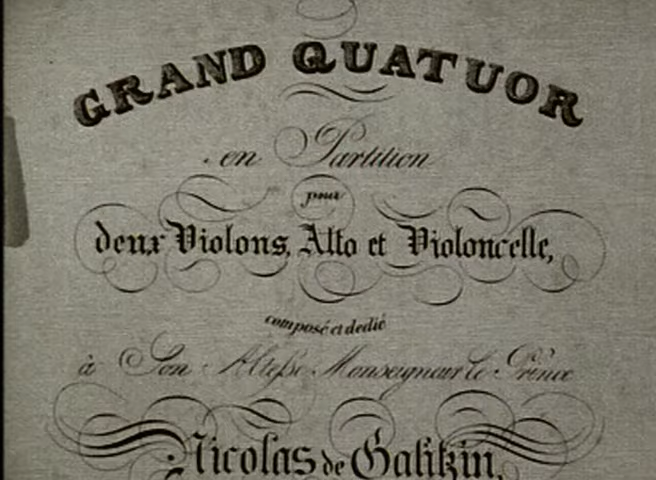 GRAND QUATUOR
en Partition
pour
deux Violons, Alto et Violoncelle,
composé et dedié
à Son Altesse Monseigneur le Prince
Nicolas de Galitzin,